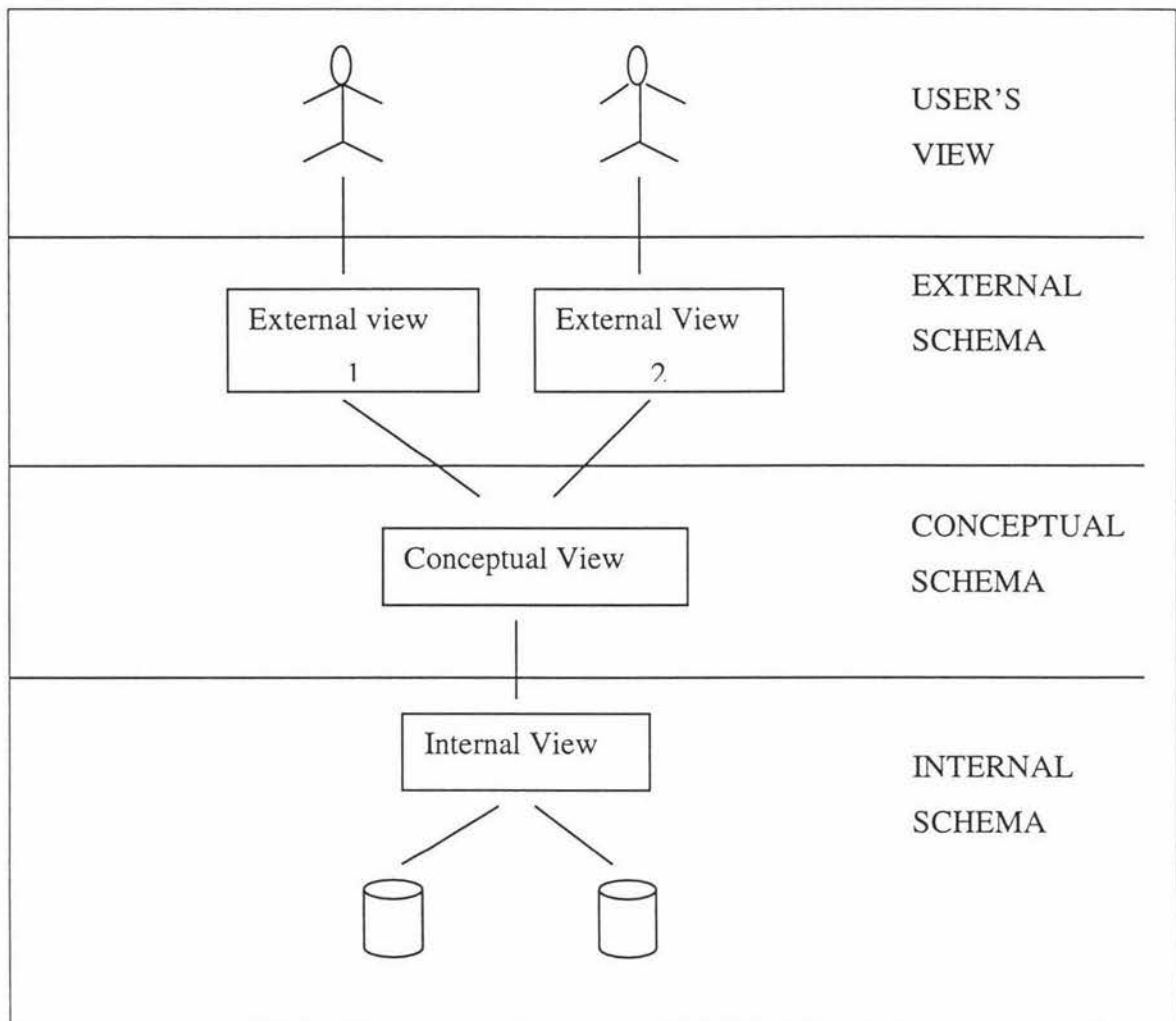 USER'S
VIEW
External view
1
External View
2
EXTERNAL
SCHEMA
Conceptual View
CONCEPTUAL
SCHEMA
Internal View
INTERNAL
SCHEMA